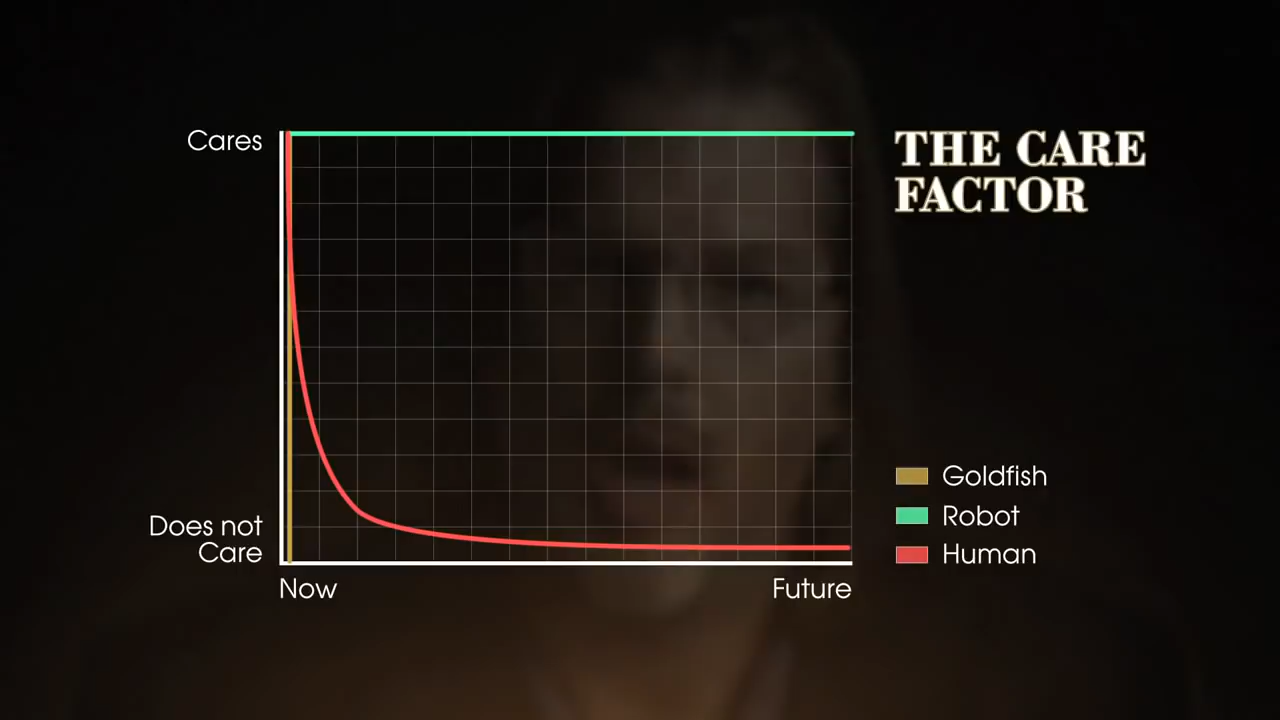 THE CARE
FACTOR
Cares
Does not
Care
Now
Future
Goldfish
Robot
Human